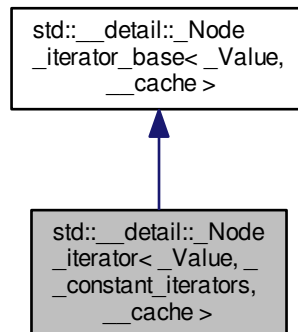 std::__detail::_Node
_iterator_base< _Value,
__cache >
std::__detail::_Node
_iterator< _Value, _
_constant_iterators,
__cache >